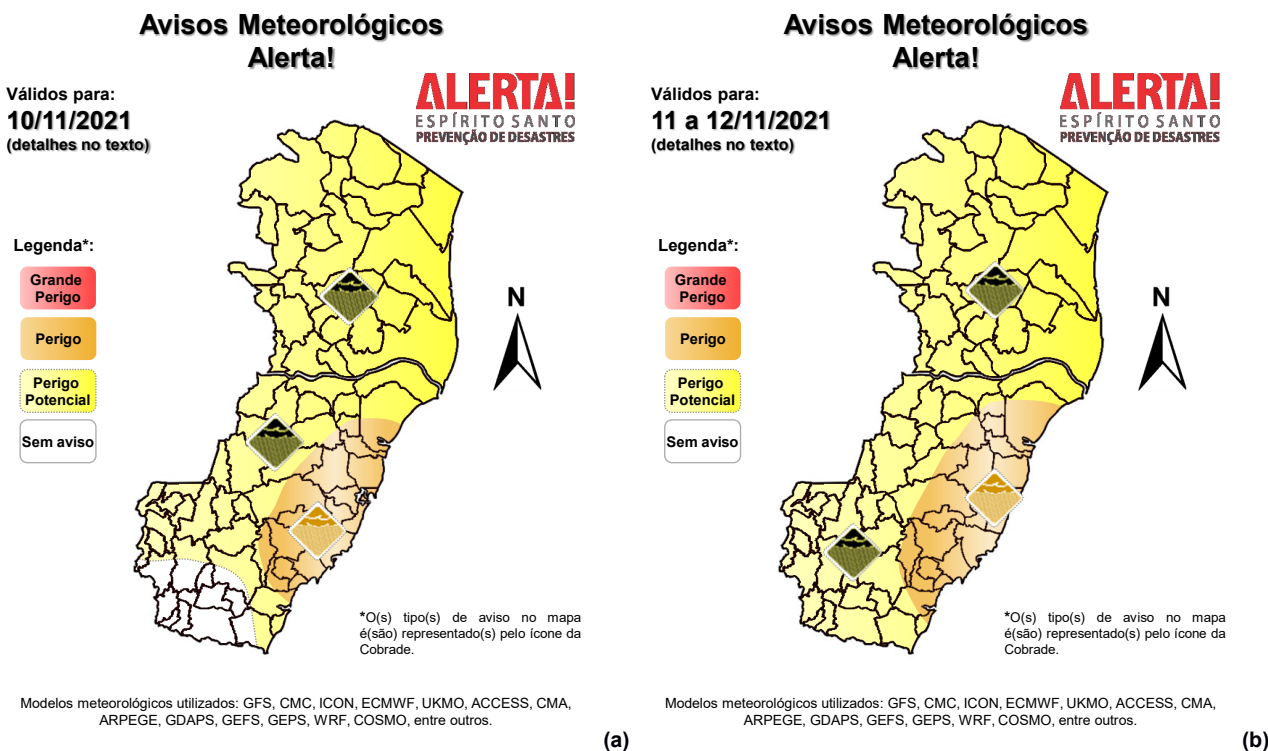 Avisos Meteorológicos
Alerta!
Válidos para:
10/11/2021
(detalhes no texto)
ALERTA!
ESPÍRITO SANTO
PREVENÇÃO DE DESASTRES
Legenda*:
Grande
Perigo
Perigo
Perigo
Potencial
Sem aviso
N
*O(s) tipo(s) de aviso no mapa
é(são) representado(s) pelo ícone da
Cobrade.
Modelos meteorológicos utilizados: GFS, CMC, ICON, ECMWF, UKMO, ACCESS, CMA,
ARPEGE, GDAPS, GEFS, GEPS, WRF, COSMO, entre outros.
(a)
Avisos Meteorológicos
Alerta!
Válidos para:
11 a 12/11/2021
(detalhes no texto)
ALERTA!
ESPÍRITO SANTO
PREVENÇÃO DE DESASTRES
Legenda*:
Grande
Perigo
Perigo
Perigo
Potencial
Sem aviso
N
*O(s) tipo(s) de aviso no mapa
é(são) representado(s) pelo ícone da
Cobrade.
Modelos meteorológicos utilizados: GFS, CMC, ICON, ECMWF, UKMO, ACCESS, CMA,
ARPEGE, GDAPS, GEFS, GEPS, WRF, COSMO, entre outros.
(b)